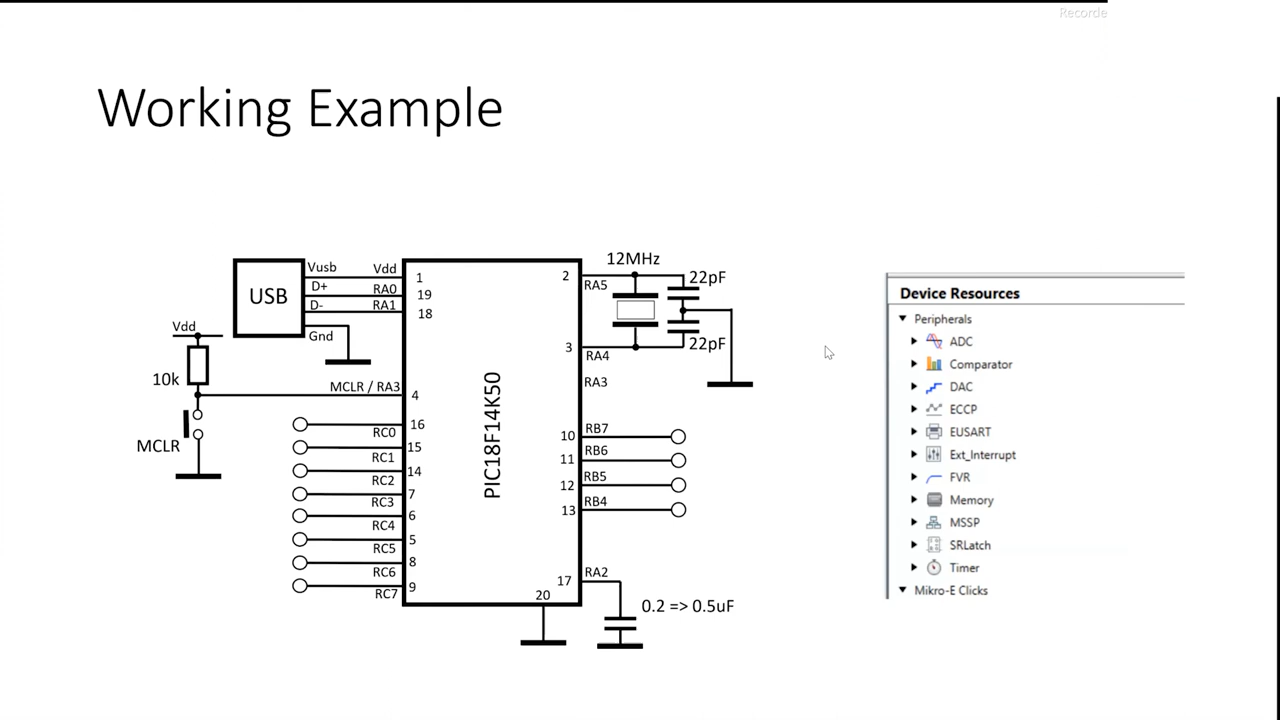 Recorde
Working Example
USB
Vusb
D+
D-
Gnd
Vdd
RA0
RA1
1
19
18
Vdd
10k
MCLR
MCLR / RA3
4
16
RC0
15
RC1
14
RC2
7
RC3
6
RC4
5
RC5
8
RC6
9
RC7
PIC18F14K50
20
2
RA5
3
RA4
RA3
12MHz
22pF
22pF
10
RB7
11
RB6
12
RB5
13
RB4
17
RA2
0.2 => 0.5uF
Device Resources
Peripherals
ADC
Comparator
DAC
ECCP
EUSART
Ext_Interrupt
FVR
Memory
MSSP
SRLatch
Timer
Mikro-E Clicks